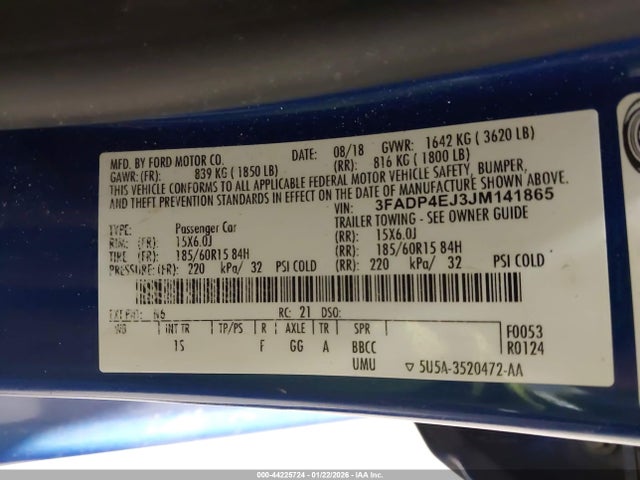 MFD. BY FORD MOTOR CO.
DATE: 08/18 GVWR: 1642 KG ( 3620 LB)
GAWR: (FR): 839 KG ( 1850 LB) (RR): 816 KG ( 1800 LB)
THIS VEHICLE CONFORMS TO ALL APPLICABLE FEDERAL MOTOR VEHICLE SAFETY, BUMPER,
AND THEFT PREVENTION STANDARDS IN EFFECT ON THE DATE OF MANUFACTURE SHOWN ABOVE.
VIN: 3FADP4EJ3JM141865
TYPE: Passenger Car TRAILER TOWING - SEE OWNER GUIDE
RIM: (FR): 15X6.0J (RR): 15X6.0J
TIRE (FR): 185/60R15 84H (RR): 185/60R15 84H
PRESSURE: (FR): 220 kPa/ 32 PSI COLD (RR): 220 kPa/ 32 PSI COLD
EXT PNT: N6 RC: 21 DSO:
WB INT TR TP/PS R AXLE TR SPR F0053
1S F GG A BBCC R0124
UMU ▽ 5U5A-3520472-AA
000-44225724 - 01/22/2026 - IAA Inc.